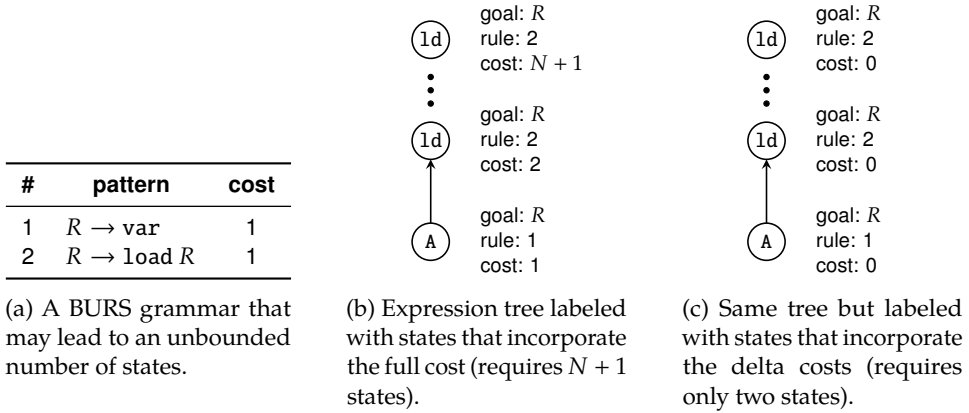 # pattern cost
1 R → var 1
2 R → load R 1
(a) A BURS grammar that
may lead to an unbounded
number of states.
ld
goal: R
rule: 2
cost: N + 1
ld
goal: R
rule: 2
cost: 2
A
goal: R
rule: 1
cost: 1
(b) Expression tree labeled
with states that incorporate
the full cost (requires N + 1
states).
ld
goal: R
rule: 2
cost: 0
ld
goal: R
rule: 2
cost: 0
A
goal: R
rule: 1
cost: 0
(c) Same tree but labeled
with states that incorporate
the delta costs (requires
only two states).